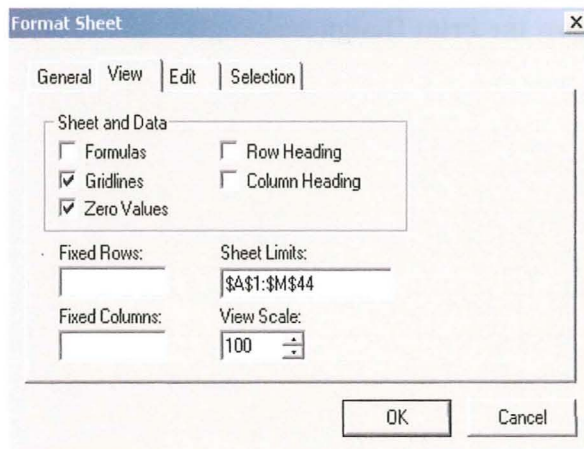 Format Sheet X
General View Edit Selection
Sheet and Data
Formulas Row Heading
Gridlines Column Heading
Zero Values
Fixed Rows: Sheet Limits:
$A$1:$M$44
Fixed Columns: View Scale:
100
OK Cancel